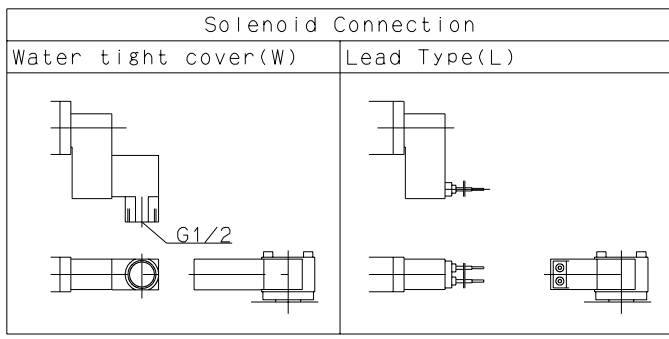 Solenoid Connection
Water tight cover(W)
Lead Type(L)
G1/2